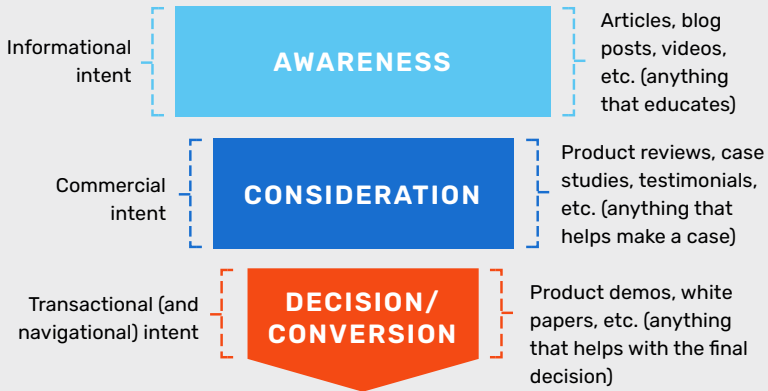 Informational
intent
AWARENESS
Articles, blog
posts, videos,
etc. (anything
that educates)
Commercial
intent
CONSIDERATION
Product reviews, case
studies, testimonials,
etc. (anything that
helps make a case)
Transactional (and
navigational) intent
DECISION/
CONVERSION
Product demos, white
papers, etc. (anything
that helps with the final
decision)